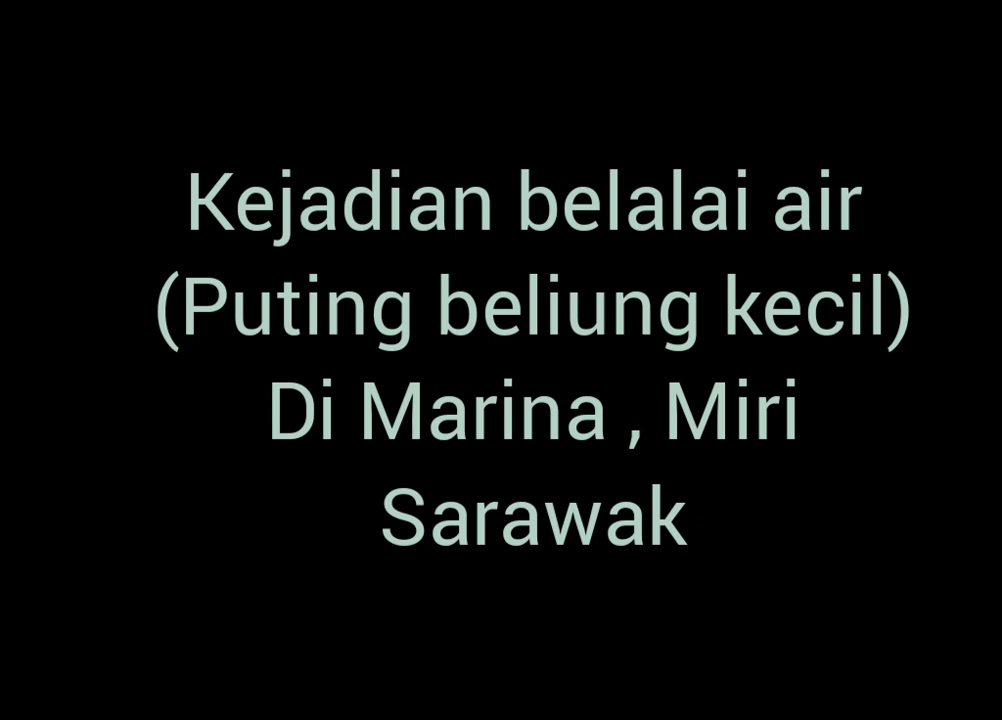 Kejadian belalai air
(Puting beliung kecil)
Di Marina , Miri
Sarawak